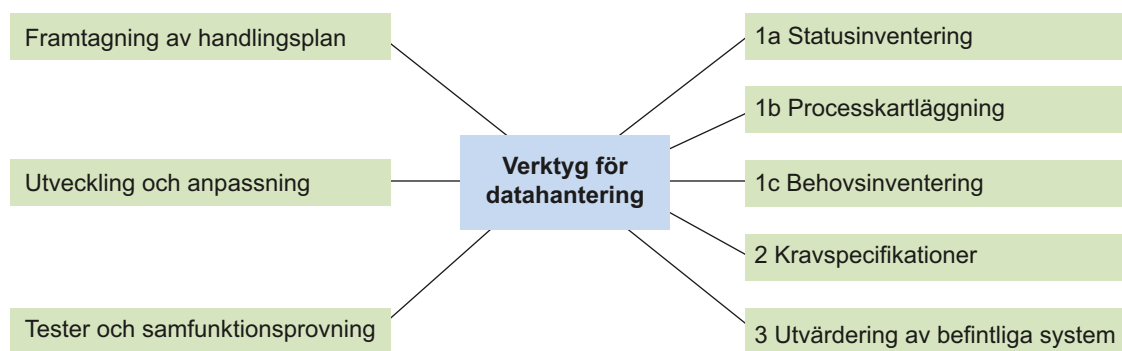 Framtagning av handlingsplan
Utveckling och anpassning
Tester och samfunktionsprovning
Verktyg för
datahantering
1a Statusinventering
1b Processkartläggning
1c Behovsinventering
2 Kravspecifikationer
3 Utvärdering av befintliga system